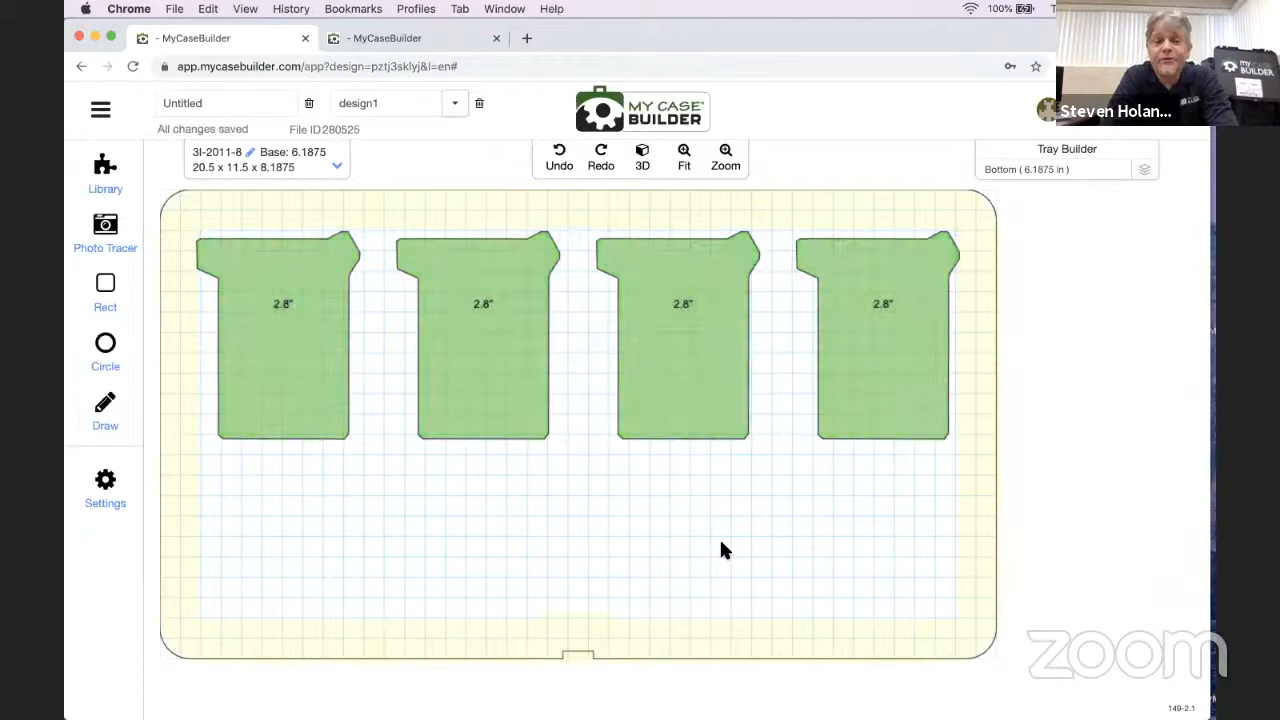 Chrome File Edit View History Bookmarks Profiles Tab Window Help 100%
- MyCaseBuilder
- MyCaseBuilder
app.mycasebuilder.com/app?design=pztj3sklyj&l=en#
MY CASE BUILDER
Steven Holan...
Untitled
design1
MY CASE® BUILDER
All changes saved
File ID 280525
3I-2011-8 Base: 6.1875
20.5 x 11.5 x 8.1875
Undo
Redo
3D
Fit
Zoom
Tray Builder
Bottom ( 6.1875 in )
Library
Photo Tracer
Rect
Circle
Draw
Settings
2.8"
2.8"
2.8"
2.8"
zoom
149-2.1